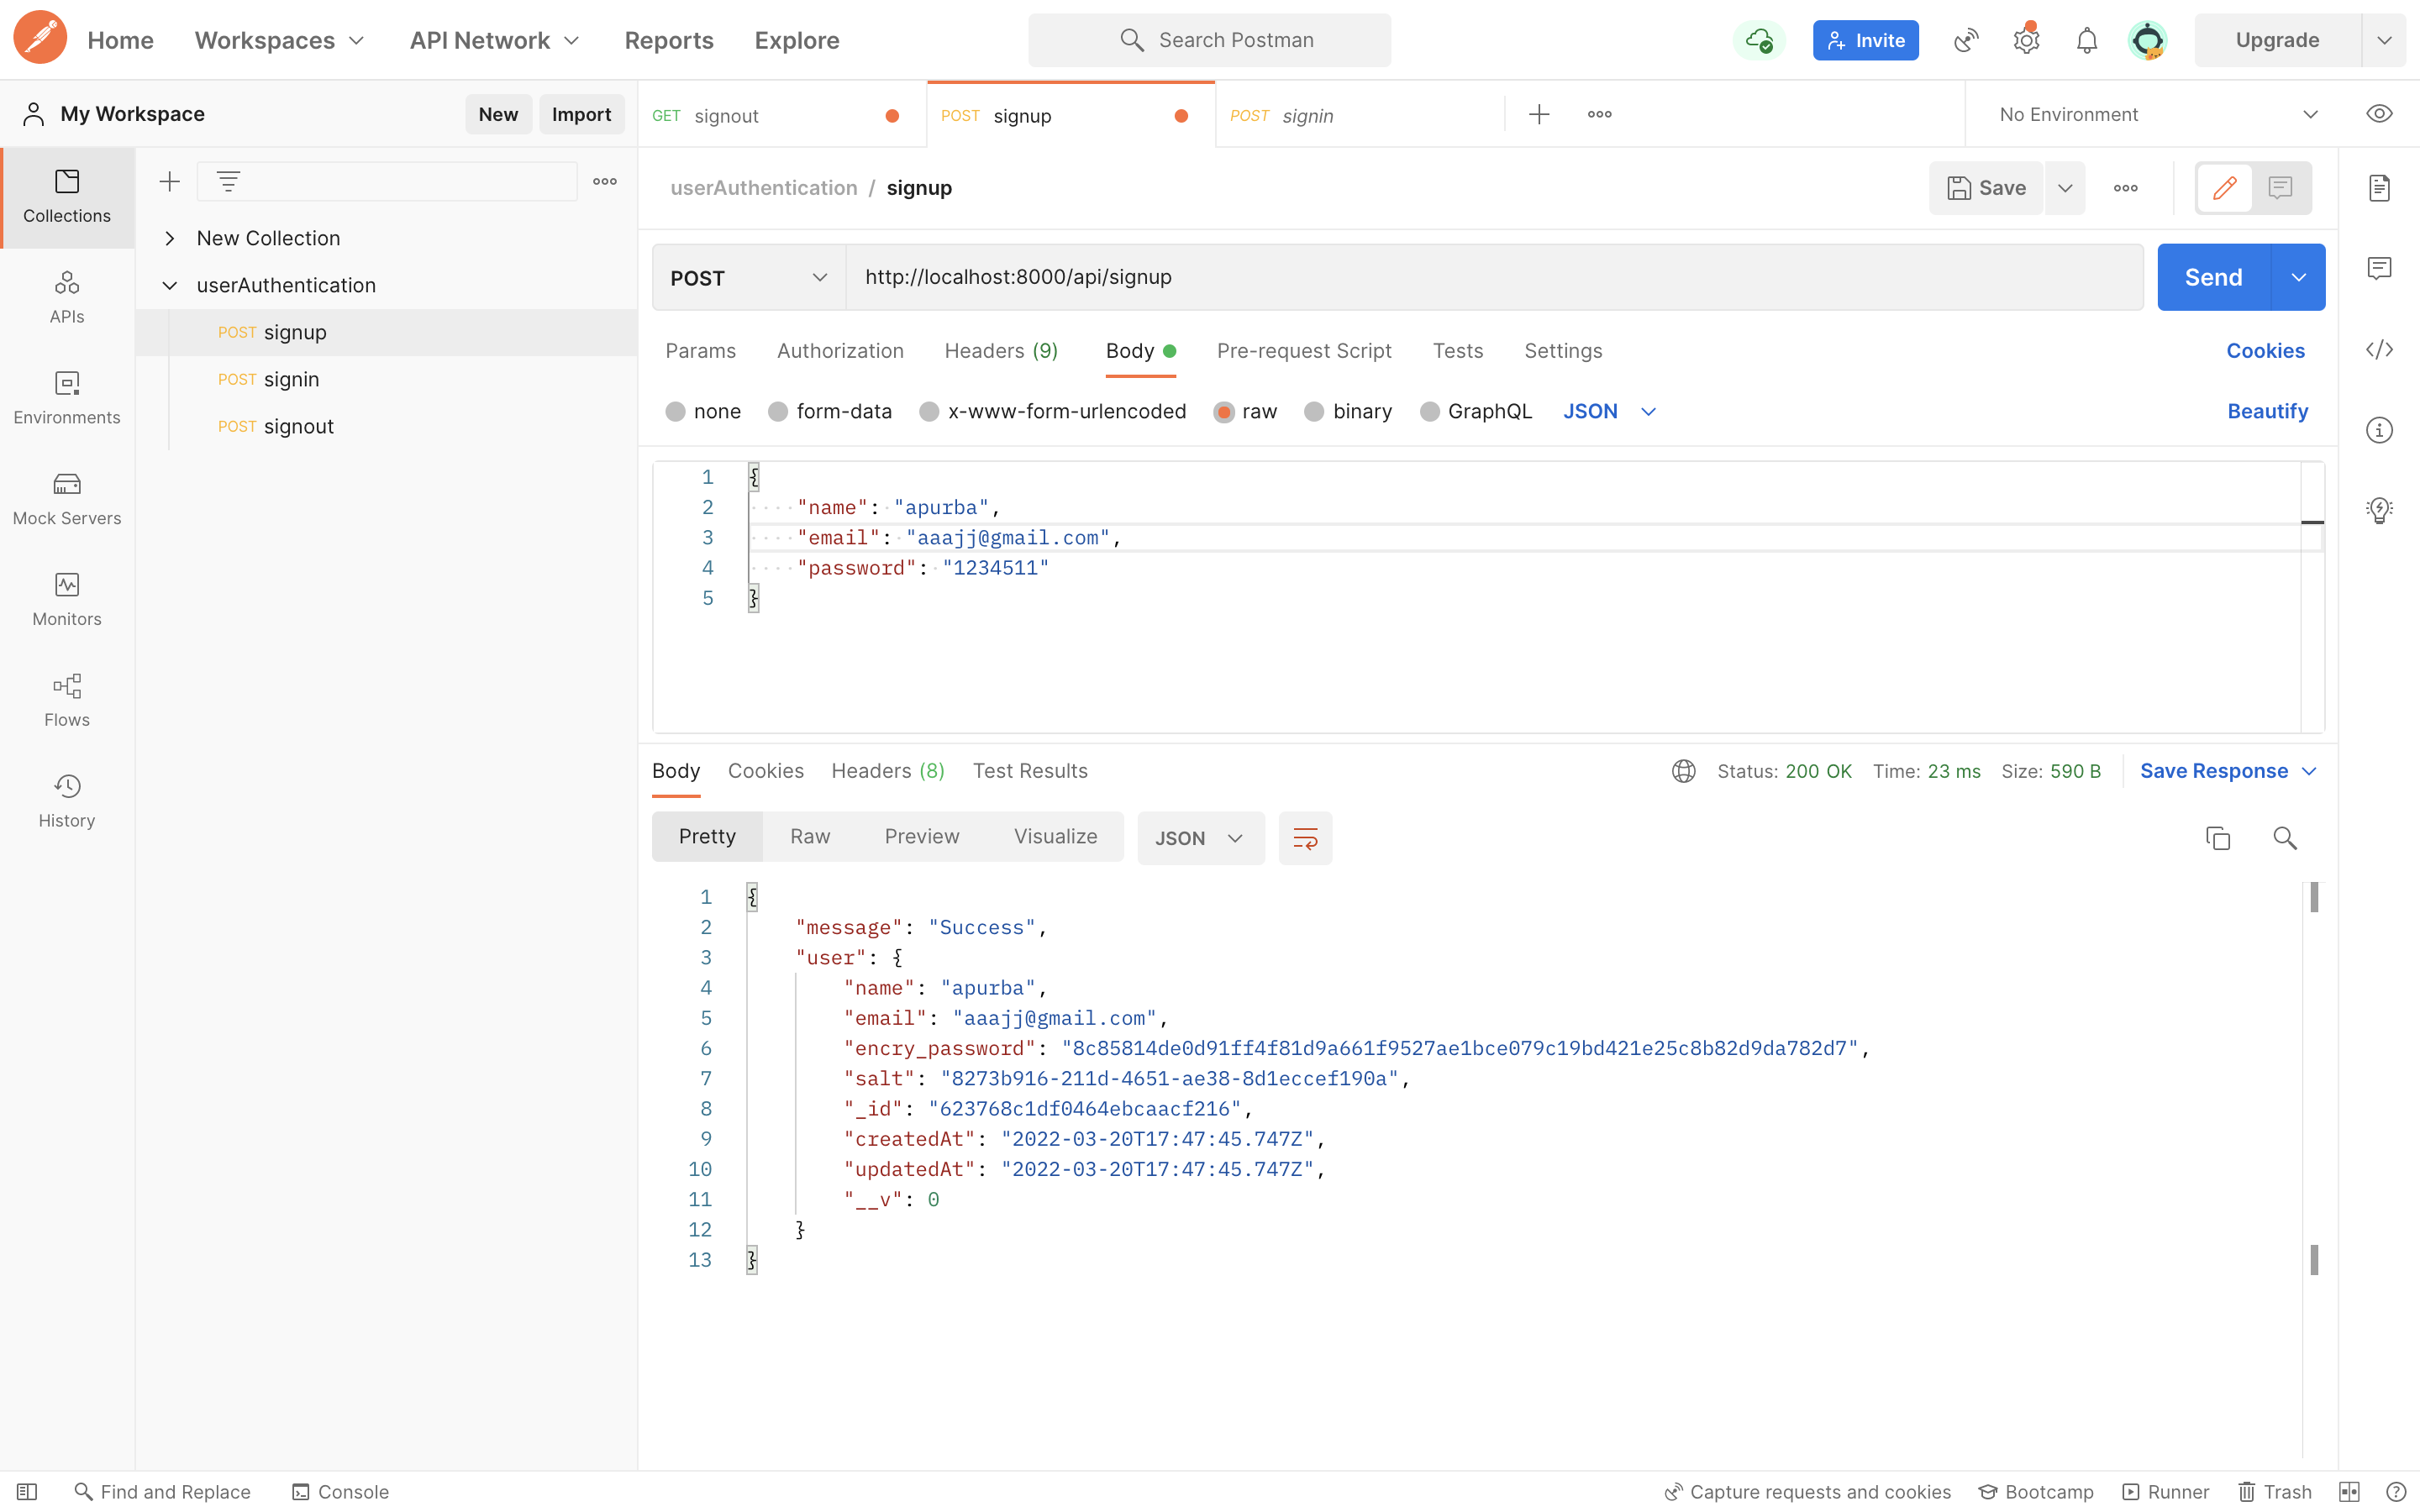 Home Workspaces API Network Reports Explore Search Postman Invite Upgrade
My Workspace New Import GET signout POST signup POST signin No Environment
Collections
APIs
Environments
Mock Servers
Monitors
Flows
History
New Collection
userAuthentication
POST signup
POST signin
POST signout
userAuthentication / signup Save
POST http://localhost:8000/api/signup Send
Params Authorization Headers (9) Body Pre-request Script Tests Settings Cookies
none form-data x-www-form-urlencoded raw binary GraphQL JSON Beautify
1 {
2 "name": "apurba",
3 "email": "aaajj@gmail.com",
4 "password": "1234511"
5 }
Body Cookies Headers (8) Test Results Status: 200 OK Time: 23 ms Size: 590 B Save Response
Pretty Raw Preview Visualize JSON
1 {
2 "message": "Success",
3 "user": {
4 "name": "apurba",
5 "email": "aaajj@gmail.com",
6 "encry_password": "8c85814de0d91ff4f81d9a661f9527ae1bce079c19bd421e25c8b82d9da782d7",
7 "salt": "8273b916-211d-4651-ae38-8d1eccef190a",
8 "_id": "623768c1df0464ebcaacf216",
9 "createdAt": "2022-03-20T17:47:45.747Z",
10 "updatedAt": "2022-03-20T17:47:45.747Z",
11 "__v": 0
12 }
13 }
Find and Replace Console Capture requests and cookies Bootcamp Runner Trash